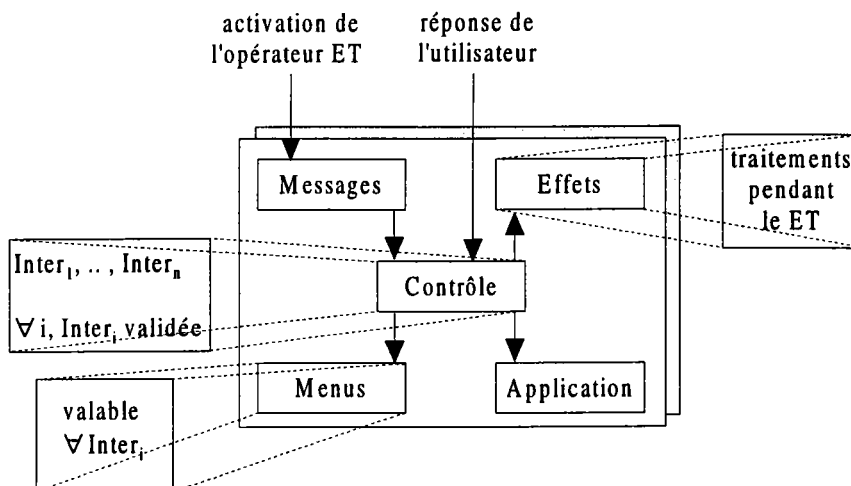 activation de
l'opérateur ET
réponse de
l'utilisateur
Messages
Effets
traitements
pendant
le ET
Inter₁, .. , Interₙ
∀ i, Interᵢ validée
Contrôle
Menus
Application
valable
∀ Interᵢ